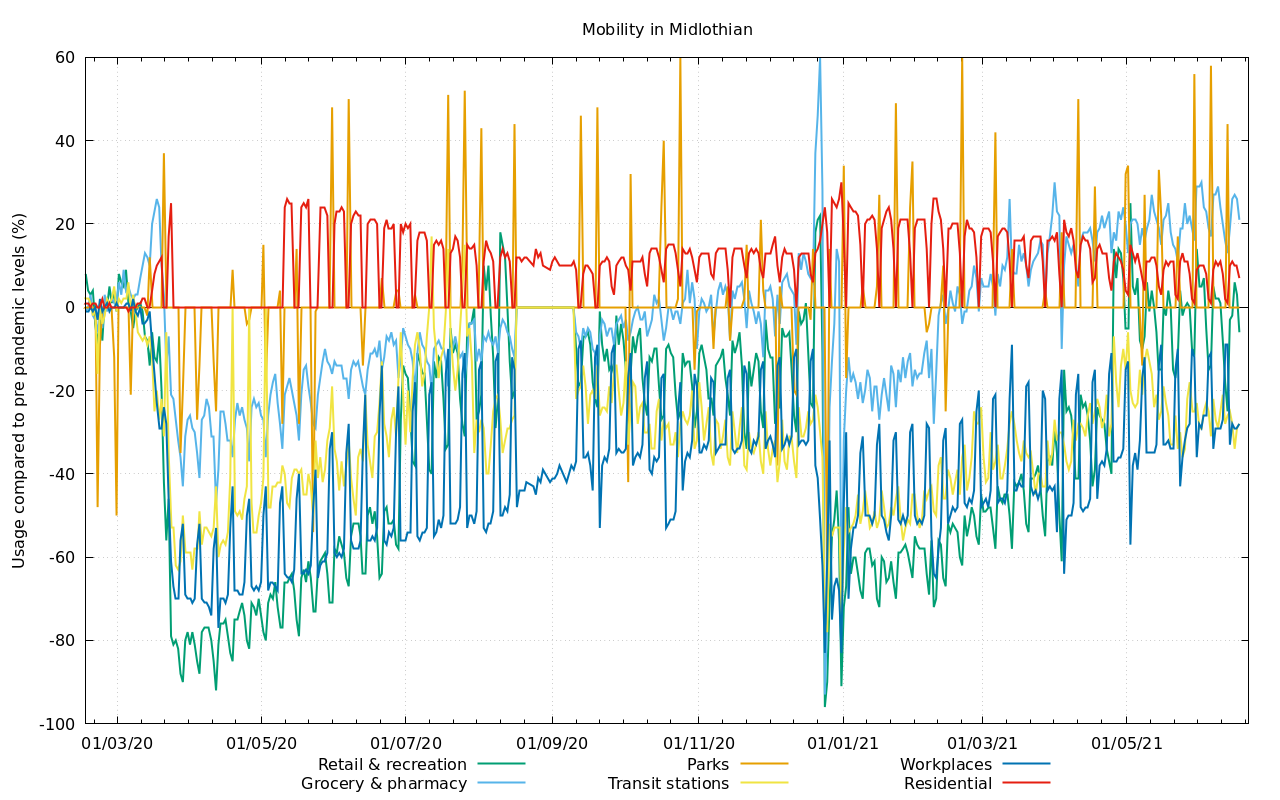 Mobility in Midlothian
Usage compared to pre pandemic levels (%)
60
40
20
0
-20
-40
-60
-80
-100
01/03/20 01/05/20 01/07/20 01/09/20 01/11/20 01/01/21 01/03/21 01/05/21
Retail & recreation Parks Workplaces
Grocery & pharmacy Transit stations Residential